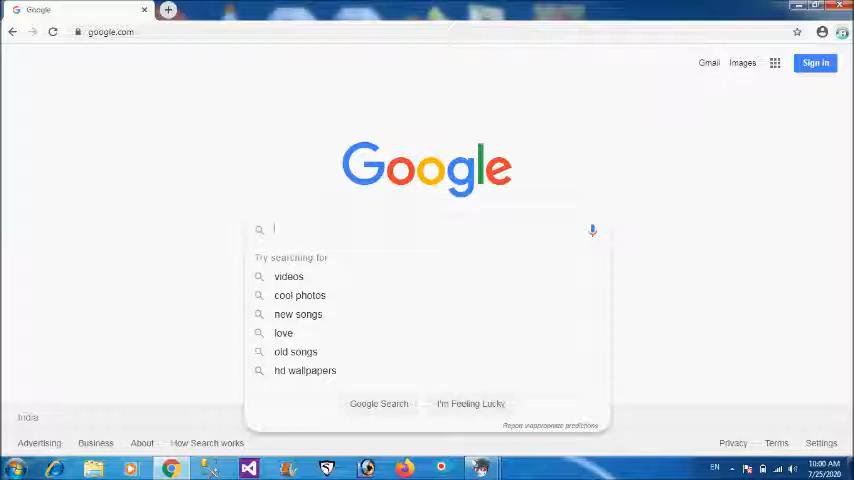 Google
google.com
Gmail
Images
Sign in
Google
Try searching for
videos
cool photos
new songs
love
old songs
hd wallpapers
Google Search
I'm Feeling Lucky
Report inappropriate predictions
India
Advertising
Business
About
How Search works
Privacy
Terms
Settings
EN
10:00 AM
7/25/2020